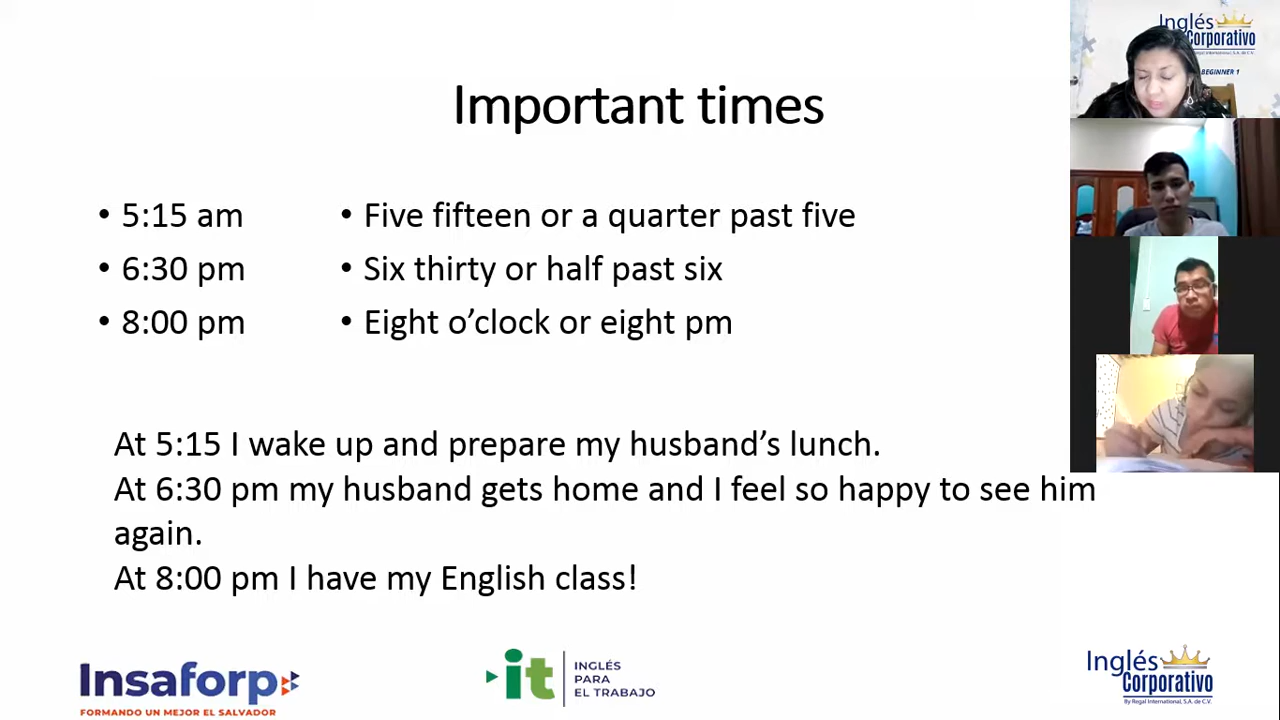 Important times
• 5:15 am
• Five fifteen or a quarter past five
• 6:30 pm
• Six thirty or half past six
• 8:00 pm
• Eight o’clock or eight pm
At 5:15 I wake up and prepare my husband’s lunch.
At 6:30 pm my husband gets home and I feel so happy to see him
again.
At 8:00 pm I have my English class!
Insaforp
FORMANDO UN MEJOR EL SALVADOR
it
INGLÉS
PARA
EL TRABAJO
Inglés
Corporativo
By Regal International, S.A. de C.V.
Inglés
Corporativo
By Regal International, S.A. de C.V.
BEGINNER 1